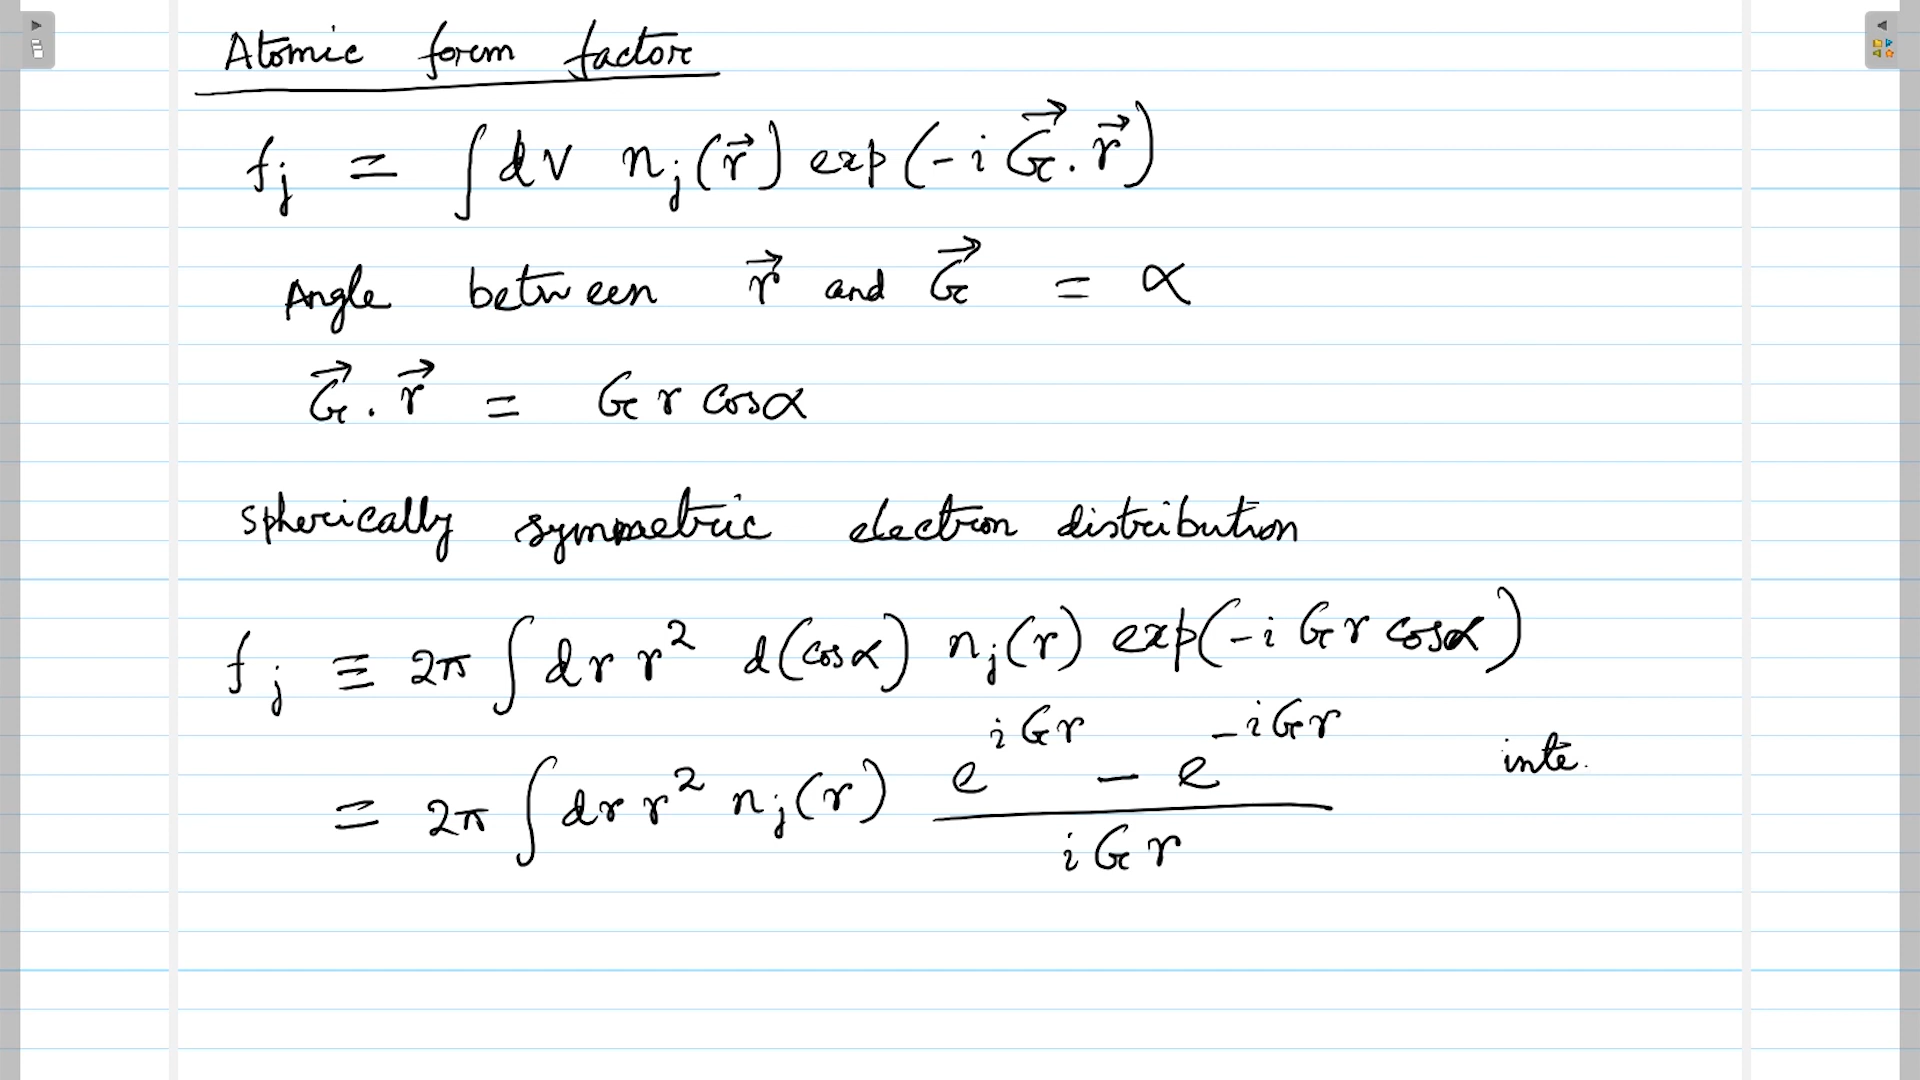 Atomic form factor
f_j = ∫dV n_j(r⃗) exp(-i G⃗.r⃗)
Angle between r⃗ and G⃗ = α
G⃗.r⃗ = G r cosα
Spherically symmetric electron distribution
f_j ≡ 2π ∫dr r² d(cosα) n_j(r) exp(-i G r cosα)
= 2π ∫dr r² n_j(r) (e^{iGr} - e^{-iGr}) / (iGr) inte.